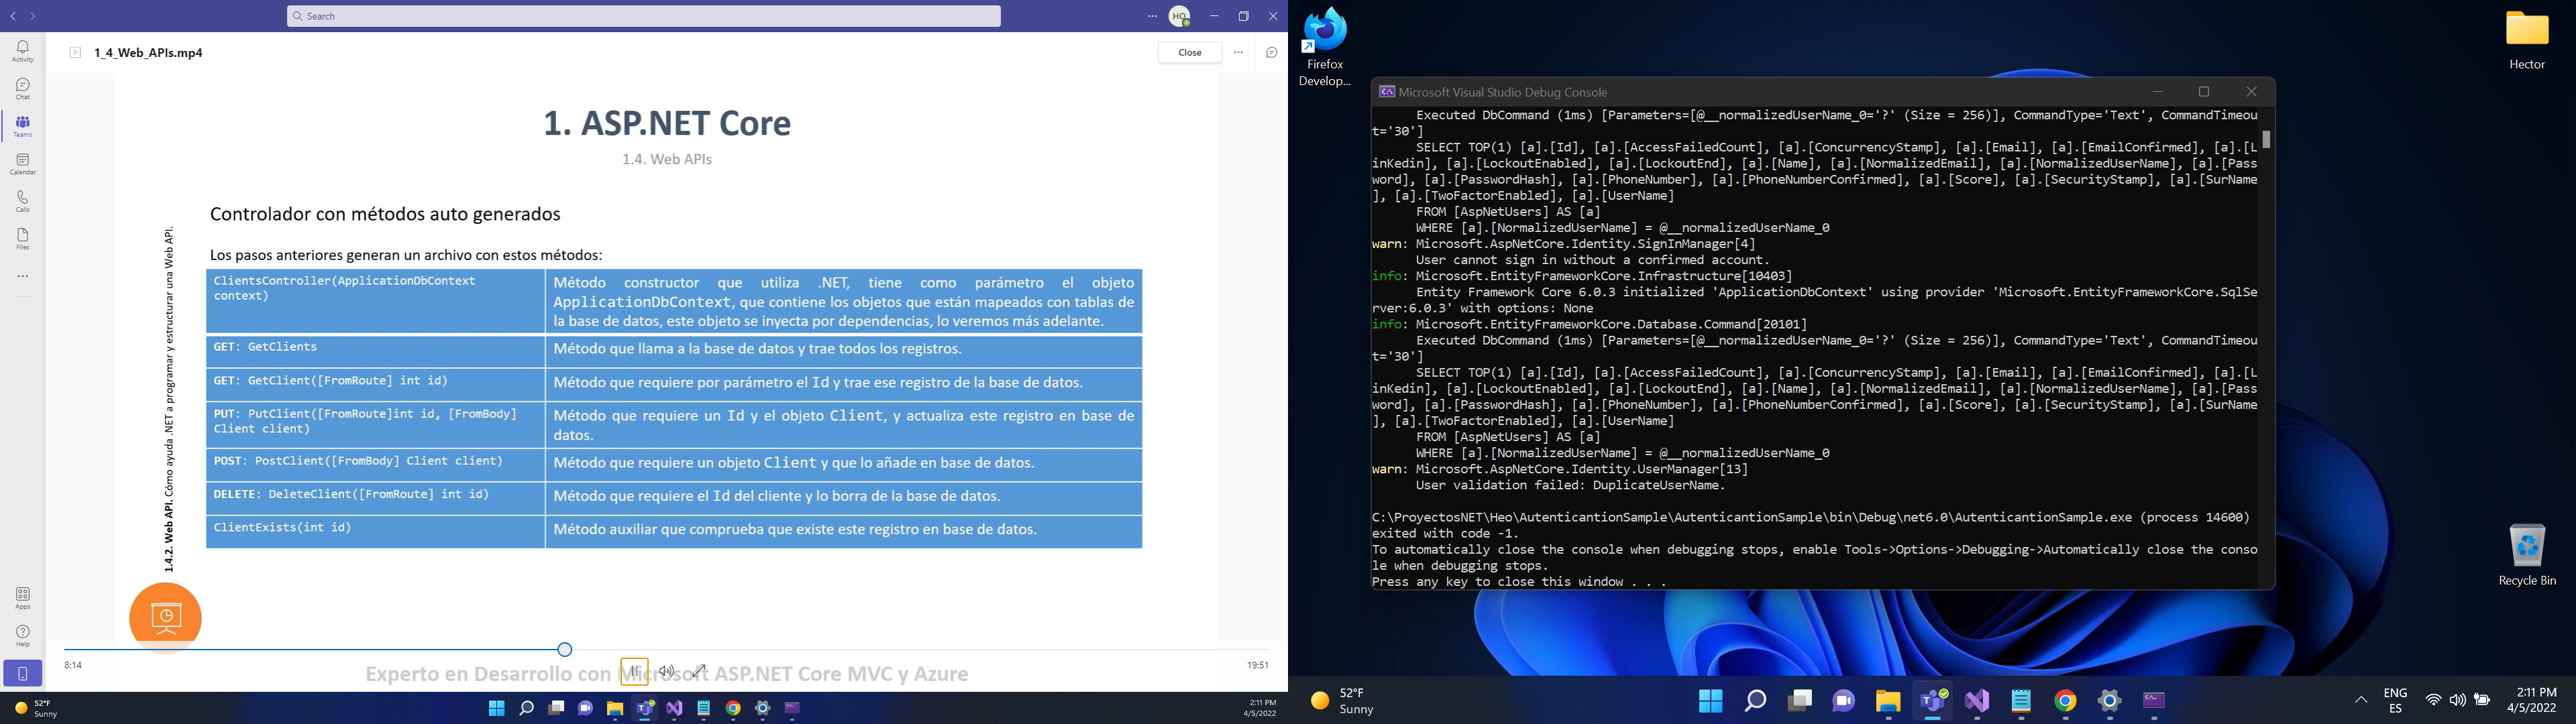 Search
HO
Activity
Chat
Teams
Calendar
Calls
Files
Apps
Help
1_4_Web_APIs.mp4
Close
1. ASP.NET Core
1.4. Web APIs
1.4.2. Web API. Cómo ayuda .NET a programar y estructurar una Web API.
Controlador con métodos auto generados
Los pasos anteriores generan un archivo con estos métodos:
ClientsController(ApplicationDbContext
context)
Método constructor que utiliza .NET, tiene como parámetro el objeto
ApplicationDbContext, que contiene los objetos que están mapeados con tablas de
la base de datos, este objeto se inyecta por dependencias, lo veremos más adelante.
GET: GetClients
Método que llama a la base de datos y trae todos los registros.
GET: GetClient([FromRoute] int id)
Método que requiere por parámetro el Id y trae ese registro de la base de datos.
PUT: PutClient([FromRoute]int id, [FromBody]
Client client)
Método que requiere un Id y el objeto Client, y actualiza este registro en base de
datos.
POST: PostClient([FromBody] Client client)
Método que requiere un objeto Client y que lo añade en base de datos.
DELETE: DeleteClient([FromRoute] int id)
Método que requiere el Id del cliente y lo borra de la base de datos.
ClientExists(int id)
Método auxiliar que comprueba que existe este registro en base de datos.
8:14
19:51
Experto en Desarrollo con Microsoft ASP.NET Core MVC y Azure
52°F
Sunny
2:11 PM
4/5/2022
Firefox
Develop...
Hector
Recycle Bin
Microsoft Visual Studio Debug Console
Executed DbCommand (1ms) [Parameters=[@__normalizedUserName_0='?' (Size = 256)], CommandType='Text', CommandTimeou
t='30']
SELECT TOP(1) [a].[Id], [a].[AccessFailedCount], [a].[ConcurrencyStamp], [a].[Email], [a].[EmailConfirmed], [a].[L
inKedin], [a].[LockoutEnabled], [a].[LockoutEnd], [a].[Name], [a].[NormalizedEmail], [a].[NormalizedUserName], [a].[Pass
word], [a].[PasswordHash], [a].[PhoneNumber], [a].[PhoneNumberConfirmed], [a].[Score], [a].[SecurityStamp], [a].[SurName
], [a].[TwoFactorEnabled], [a].[UserName]
FROM [AspNetUsers] AS [a]
WHERE [a].[NormalizedUserName] = @__normalizedUserName_0
warn: Microsoft.AspNetCore.Identity.SignInManager[4]
User cannot sign in without a confirmed account.
info: Microsoft.EntityFrameworkCore.Infrastructure[10403]
Entity Framework Core 6.0.3 initialized 'ApplicationDbContext' using provider 'Microsoft.EntityFrameworkCore.SqlSe
rver:6.0.3' with options: None
info: Microsoft.EntityFrameworkCore.Database.Command[20101]
Executed DbCommand (1ms) [Parameters=[@__normalizedUserName_0='?' (Size = 256)], CommandType='Text', CommandTimeou
t='30']
SELECT TOP(1) [a].[Id], [a].[AccessFailedCount], [a].[ConcurrencyStamp], [a].[Email], [a].[EmailConfirmed], [a].[L
inKedin], [a].[LockoutEnabled], [a].[LockoutEnd], [a].[Name], [a].[NormalizedEmail], [a].[NormalizedUserName], [a].[Pass
word], [a].[PasswordHash], [a].[PhoneNumber], [a].[PhoneNumberConfirmed], [a].[Score], [a].[SecurityStamp], [a].[SurName
], [a].[TwoFactorEnabled], [a].[UserName]
FROM [AspNetUsers] AS [a]
WHERE [a].[NormalizedUserName] = @__normalizedUserName_0
warn: Microsoft.AspNetCore.Identity.UserManager[13]
User validation failed: DuplicateUserName.
C:\ProyectosNET\Heo\AutenticantionSample\AutenticantionSample\bin\Debug\net6.0\AutenticantionSample.exe (process 14600)
exited with code -1.
To automatically close the console when debugging stops, enable Tools->Options->Debugging->Automatically close the conso
le when debugging stops.
Press any key to close this window . . .
52°F
Sunny
ENG
ES
2:11 PM
4/5/2022